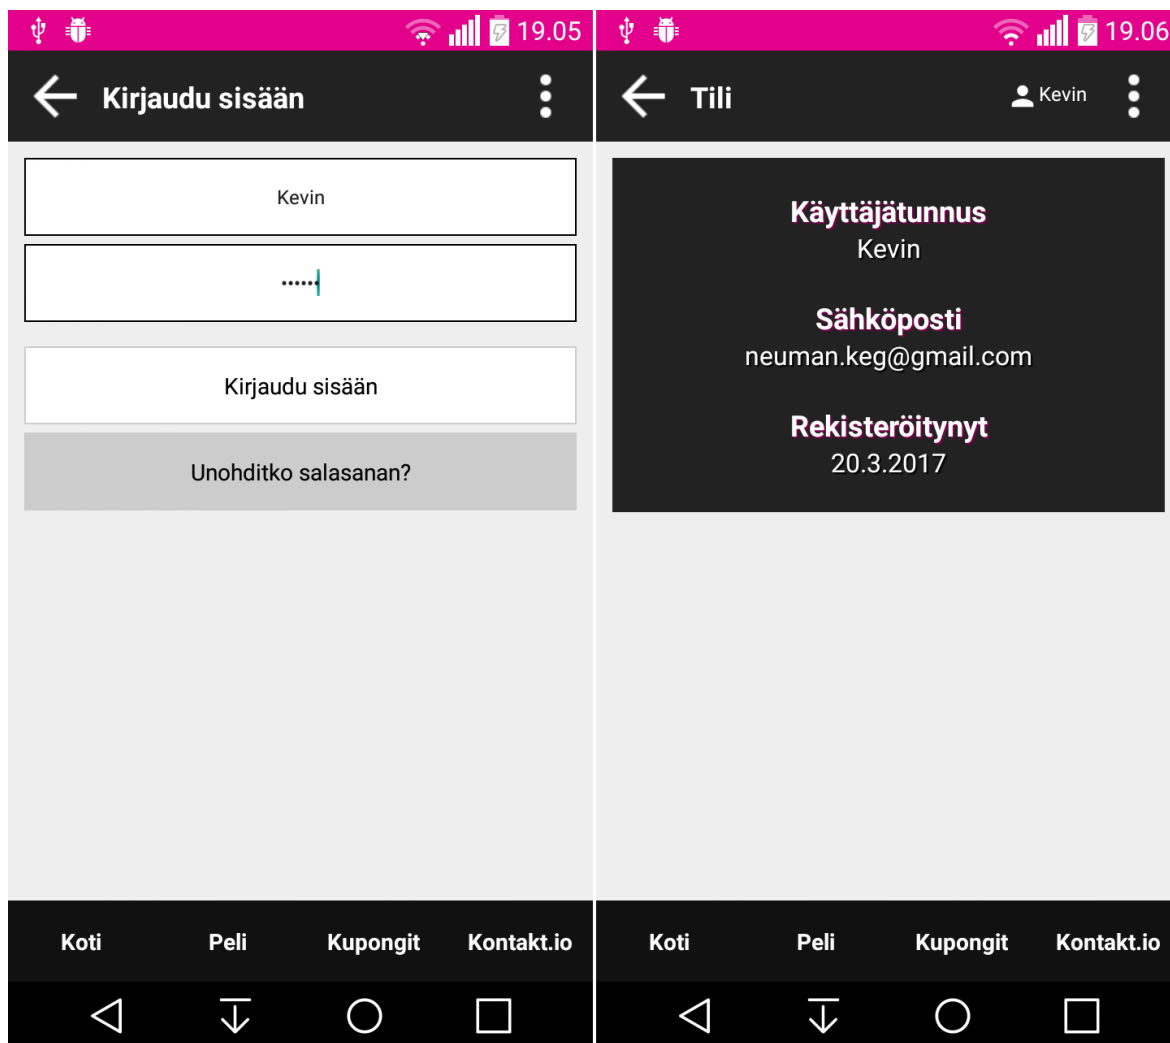 19.05
Kirjaudu sisään
Kevin
••••••
Kirjaudu sisään
Unohditko salasanan?
Koti Peli Kupongit Kontakt.io
19.06
Tili Kevin
Käyttäjätunnus
Kevin
Sähköposti
neuman.keg@gmail.com
Rekisteröitynyt
20.3.2017
Koti Peli Kupongit Kontakt.io